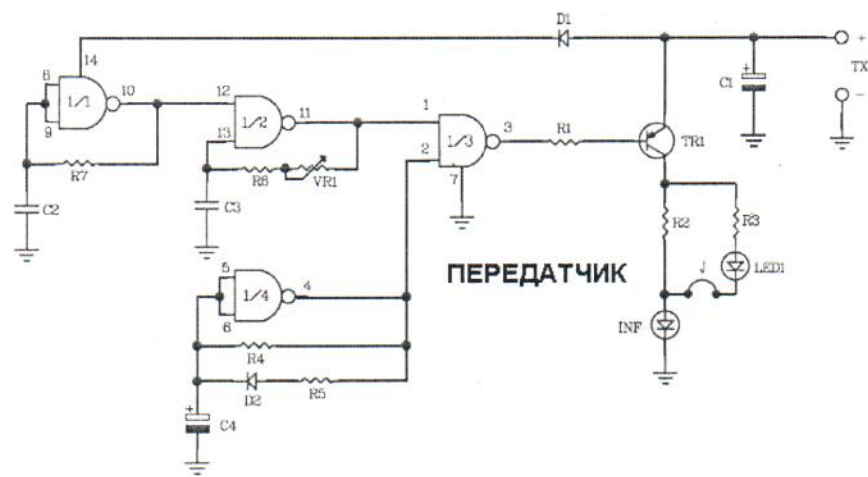 D1
14
8
1/1
10
9
R7
C2
12
1/2
11
13
R6
VR1
C3
1
1/3
3
2
7
R1
TR1
C1
+
+
TX
-
R2
R3
J
LED1
INF
ПЕРЕДАТЧИК
5
1/4
4
6
R4
D2
R5
+
C4